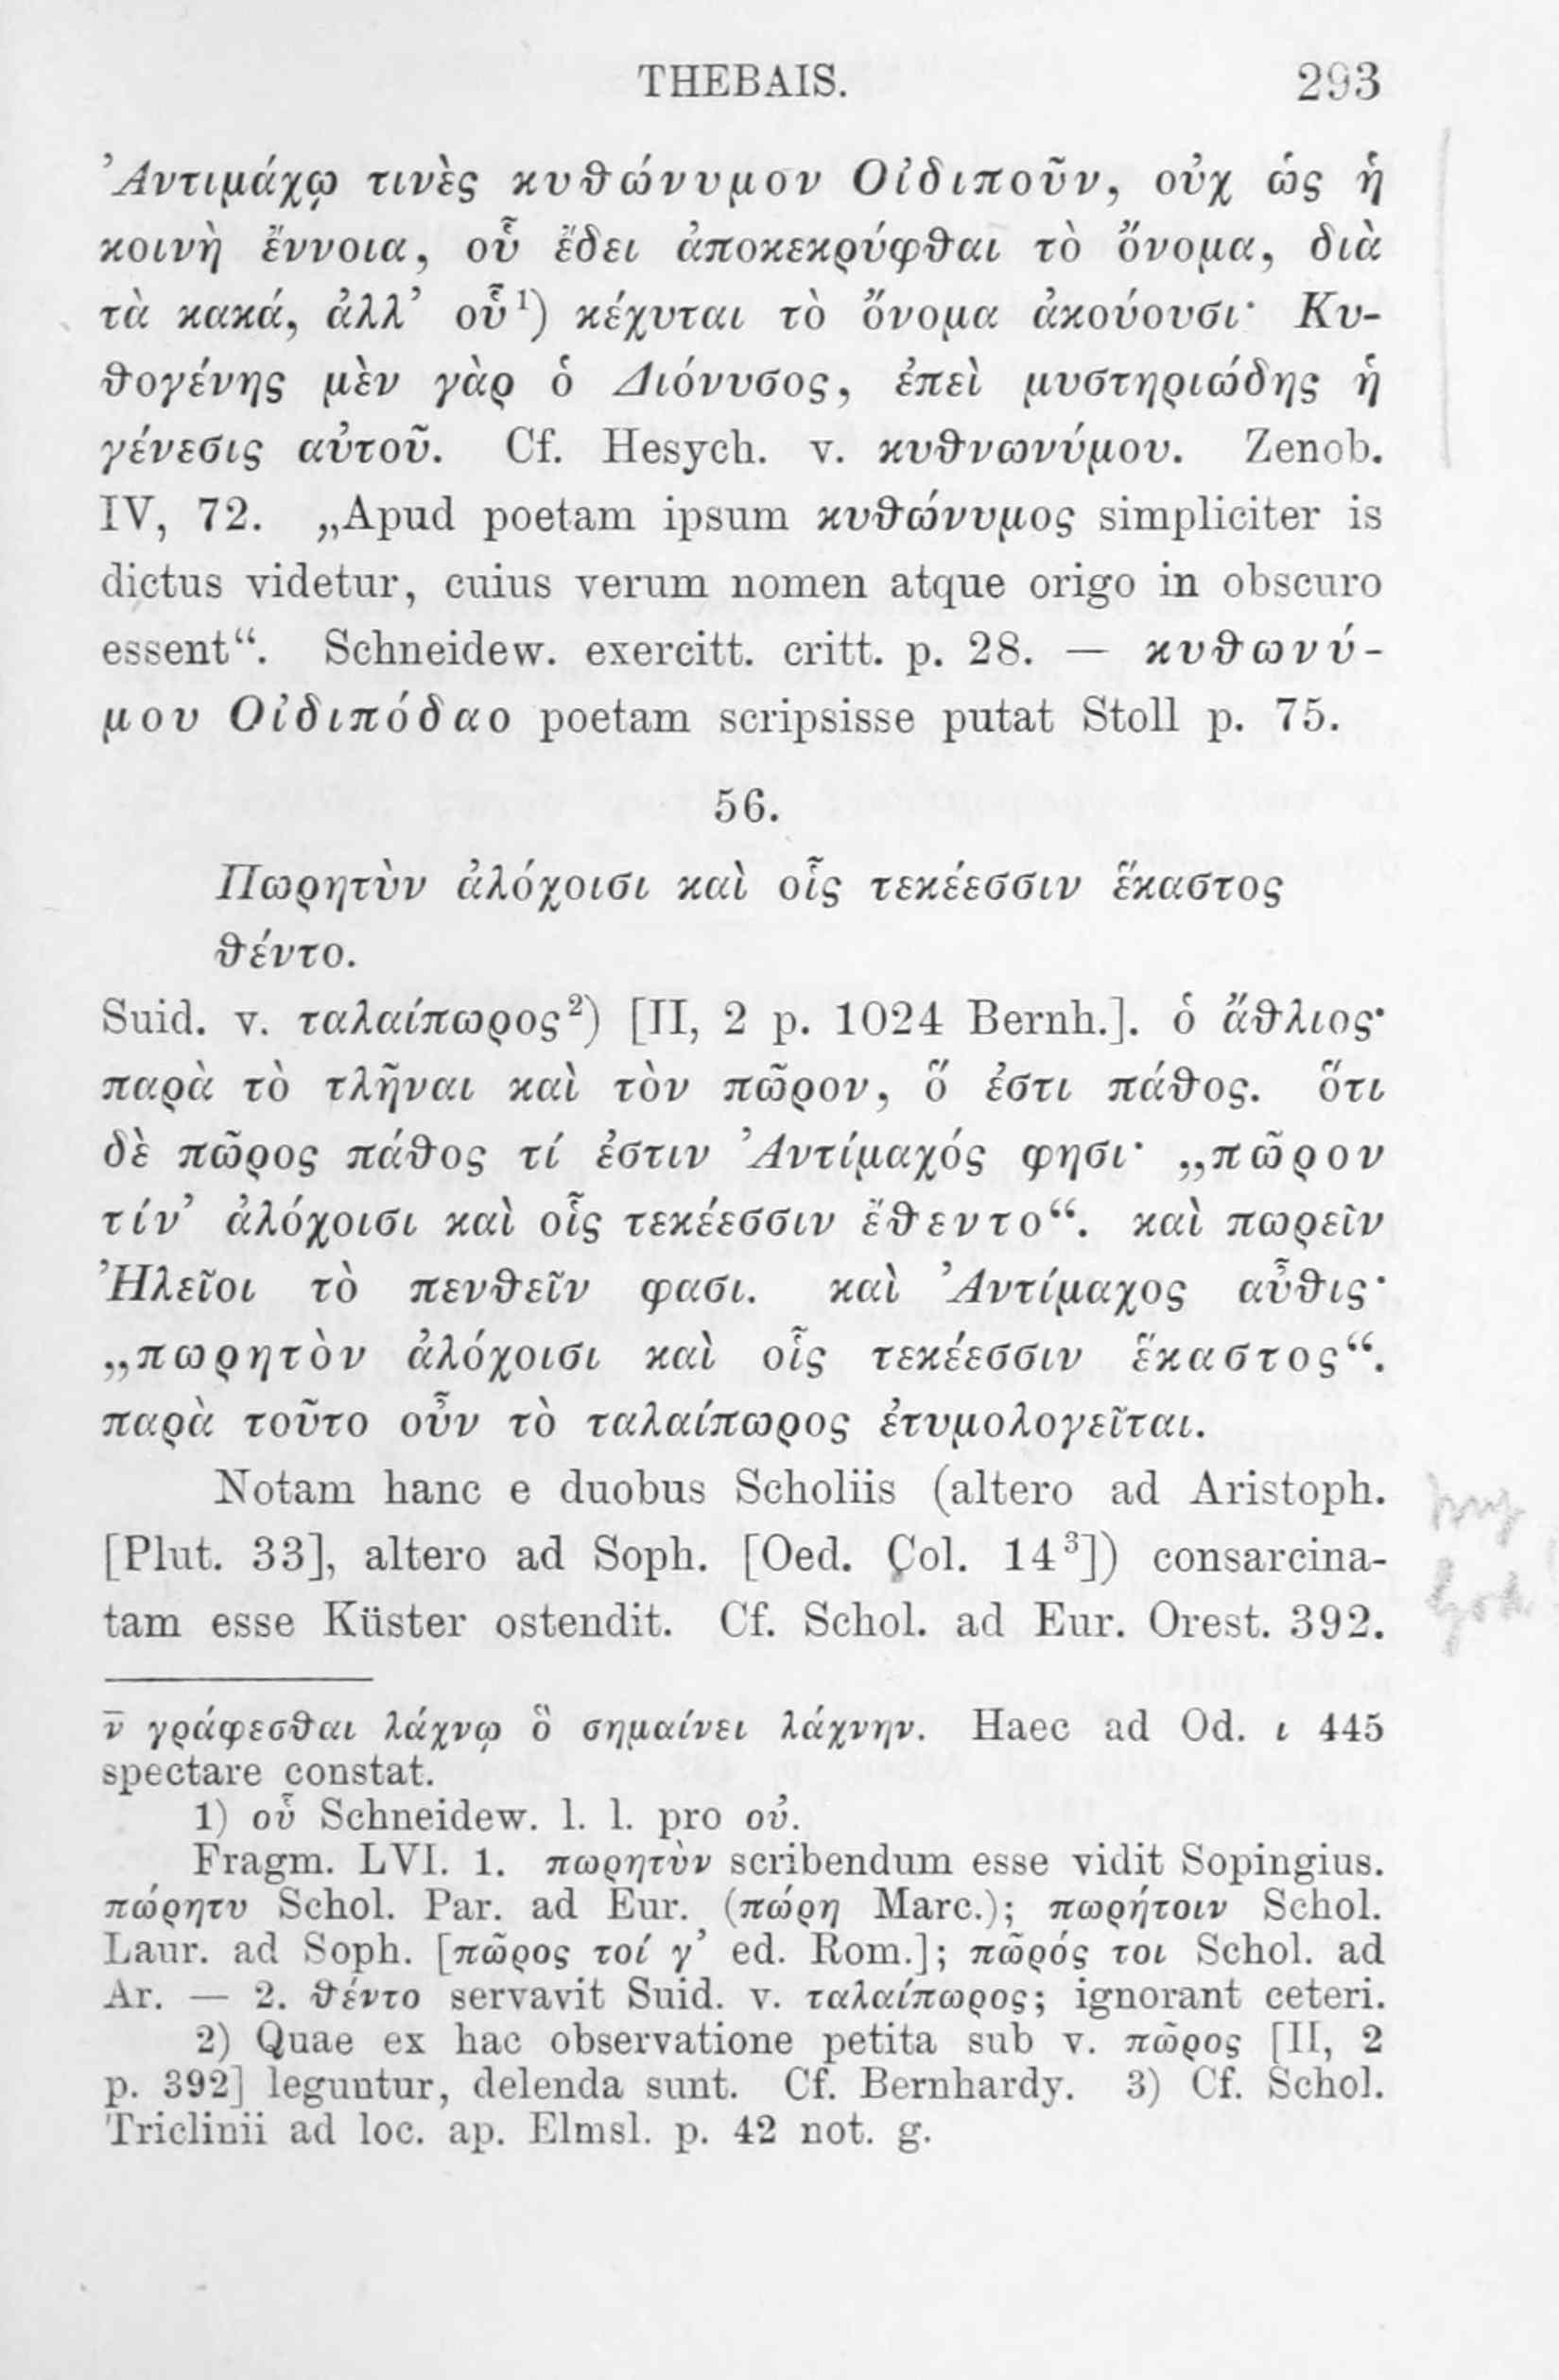 THEBAIS. 293
Ἀντιμάχῳ τινὲς κυθώνυμον Οἰδιποῦν, οὐχ ὡς ἡ
κοινὴ ἔννοια, οὗ ἔδει ἀποκεκρύφθαι τὸ ὄνομα, διὰ
τὰ κακά, ἀλλ’ οὗ¹) κέχυται τὸ ὄνομα ἀκούουσι· Κυ-
θογένης μὲν γὰρ ὁ Διόνυσος, ἐπεὶ μυστηριώδης ἡ
γένεσις αὐτοῦ. Cf. Hesych. v. κυθνωνύμου. Zenob.
IV, 72. „Apud poetam ipsum κυθώνυμος simpliciter is
dictus videtur, cuius verum nomen atque origo in obscuro
essent“. Schneidew. exercitt. critt. p. 28. — κυθωνύ-
μου Οἰδιπόδαο poetam scripsisse putat Stoll p. 75.
56.
Πωρητὺν ἀλόχοισι καὶ οἷς τεκέεσσιν ἕκαστος
θέντο.
Suid. v. ταλαίπωρος²) [II, 2 p. 1024 Bernh.]. ὁ ἄθλιος·
παρὰ τὸ τλῆναι καὶ τὸν πῶρον, ὅ ἐστι πάθος. ὅτι
δὲ πῶρος πάθος τί ἐστιν Ἀντίμαχός φησι· „πῶρον
τίν’ ἀλόχοισι καὶ οἷς τεκέεσσιν ἔθεντο“. καὶ πωρεῖν
Ἠλεῖοι τὸ πενθεῖν φασι. καὶ Ἀντίμαχος αὖθις·
„πωρητὸν ἀλόχοισι καὶ οἷς τεκέεσσιν ἕκαστος“.
παρὰ τοῦτο οὖν τὸ ταλαίπωρος ἐτυμολογεῖται.
Notam hanc e duobus Scholiis (altero ad Aristoph.
[Plut. 33], altero ad Soph. [Oed. Col. 14³]) consarcina-
tam esse Küster ostendit. Cf. Schol. ad Eur. Orest. 392.
ν̄ γράφεσθαι λάχνῳ ὃ σημαίνει λάχνην. Haec ad Od. ι 445
spectare constat.
1) οὗ Schneidew. l. l. pro οὐ.
Fragm. LVI. 1. πωρητὺν scribendum esse vidit Sopingius.
πώρητυ Schol. Par. ad Eur. (πώρη Marc.); πωρήτοιν Schol.
Laur. ad Soph. [πῶρος τοί γ’ ed. Rom.]; πῶρός τοι Schol. ad
Ar. — 2. θέντο servavit Suid. v. ταλαίπωρος; ignorant ceteri.
2) Quae ex hac observatione petita sub v. πῶρος [II, 2
p. 392] leguntur, delenda sunt. Cf. Bernhardy. 3) Cf. Schol.
Triclinii ad loc. ap. Elmsl. p. 42 not. g.